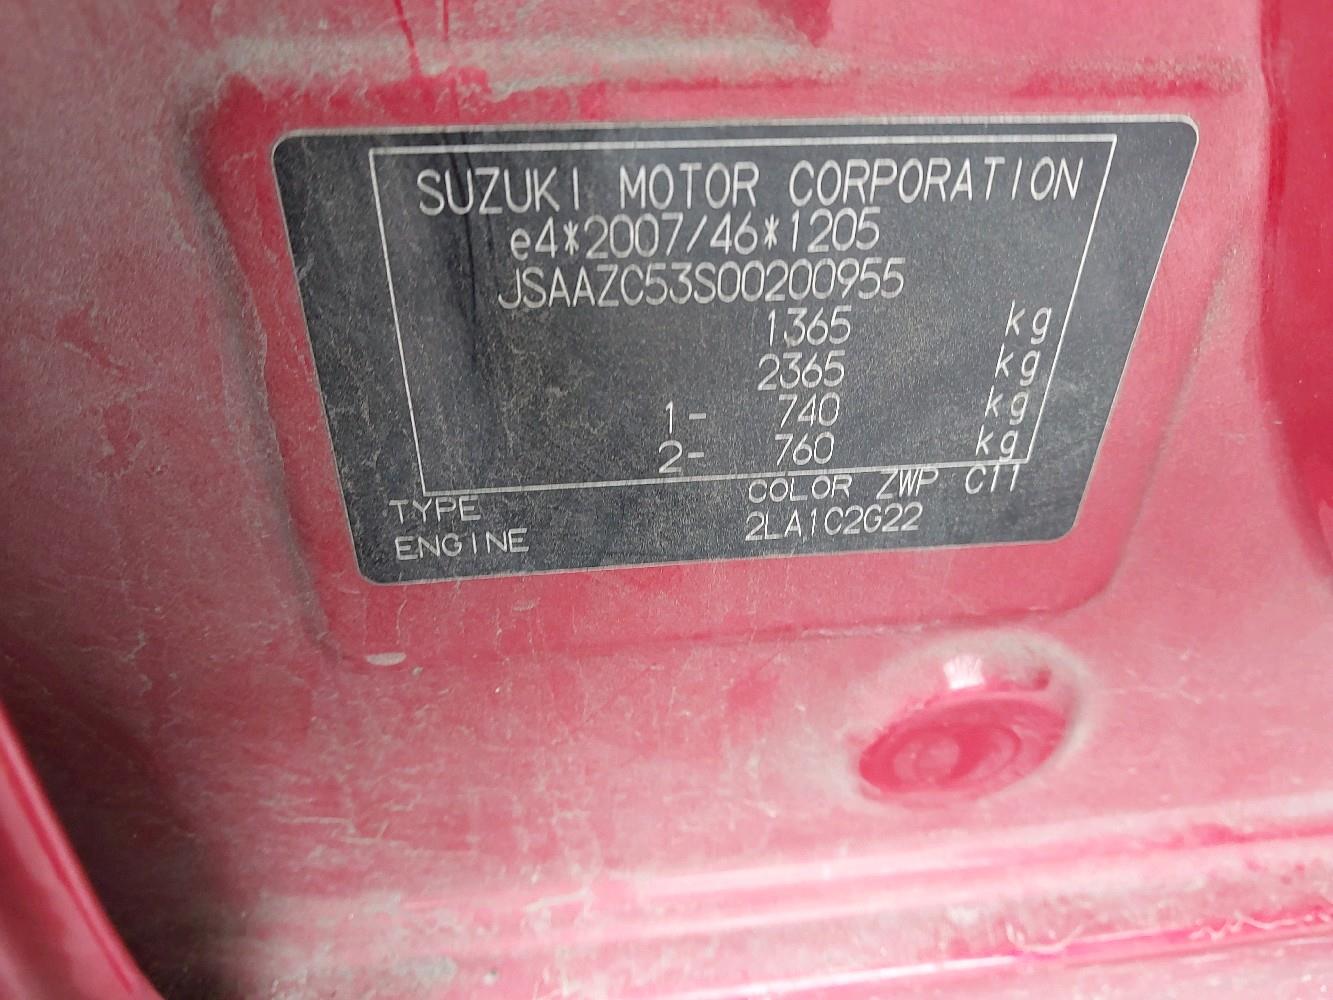 SUZUKI MOTOR CORPORATION
e4*2007/46*1205
JSAAZC53S00200955
1365 kg
2365 kg
1- 740 kg
2- 760 kg
TYPE COLOR ZWP C11
ENGINE 2LA1C2G22